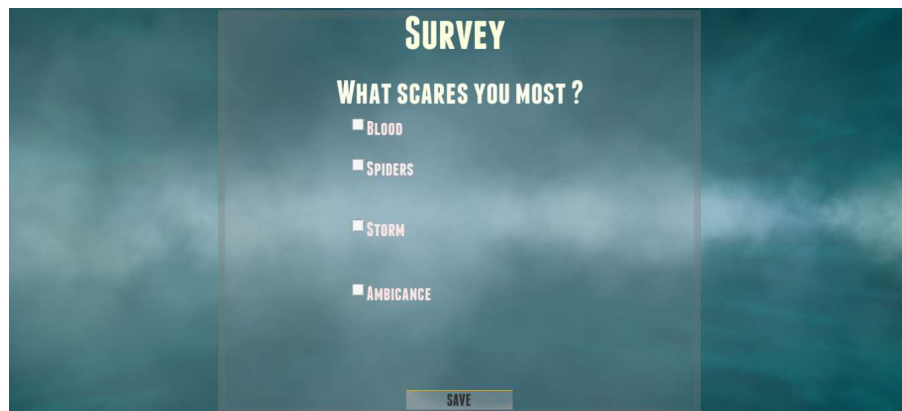 Survey
What scares you most ?
Blood
Spiders
Storm
Ambicance
SAVE